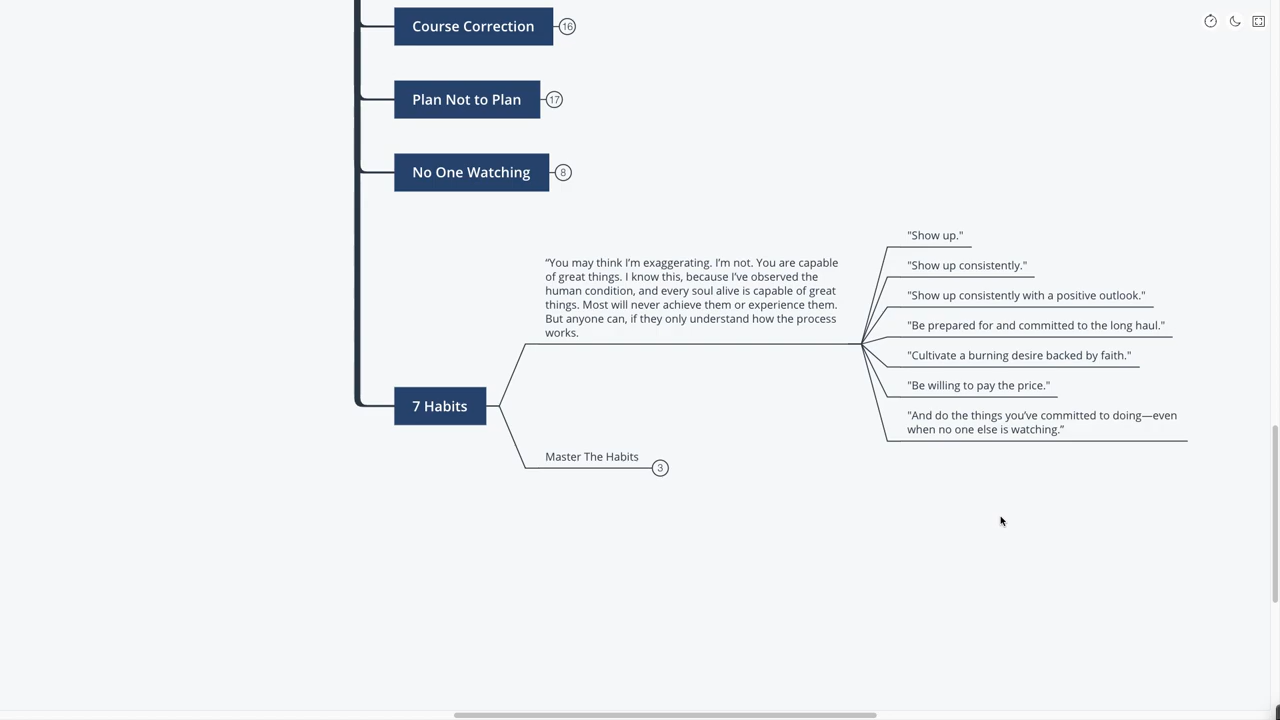 Course Correction
16
Plan Not to Plan
17
No One Watching
8
7 Habits
“You may think I’m exaggerating. I’m not. You are capable
of great things. I know this, because I’ve observed the
human condition, and every soul alive is capable of great
things. Most will never achieve them or experience them.
But anyone can, if they only understand how the process
works.
"Show up."
"Show up consistently."
"Show up consistently with a positive outlook."
"Be prepared for and committed to the long haul."
"Cultivate a burning desire backed by faith."
"Be willing to pay the price."
"And do the things you’ve committed to doing—even
when no one else is watching.”
Master The Habits
3